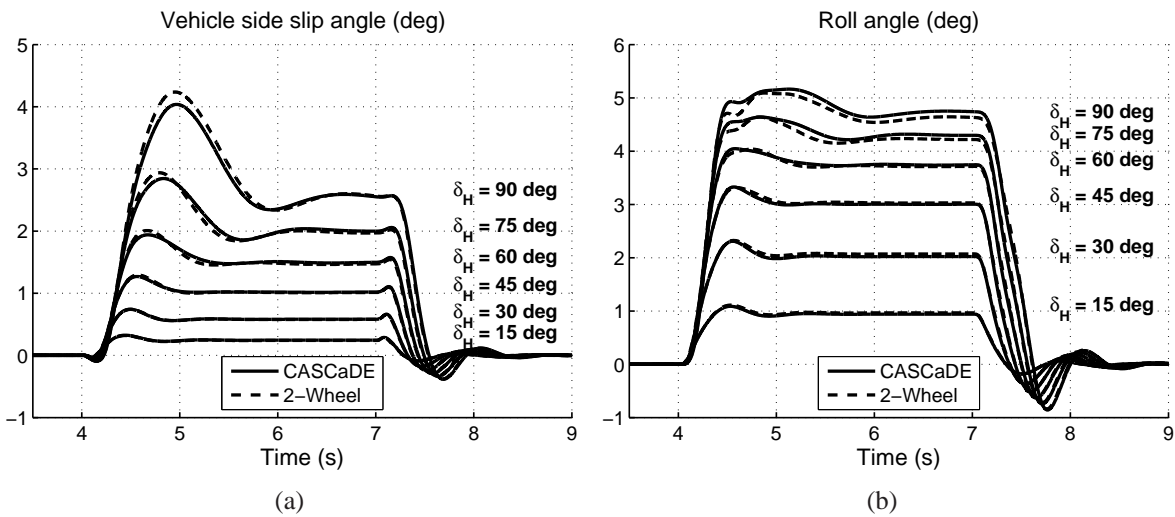 Vehicle side slip angle (deg)
5
4
3
2
1
0
−1
4 5 6 7 8 9
Time (s)
δH = 90 deg
δH = 75 deg
δH = 60 deg
δH = 45 deg
δH = 30 deg
δH = 15 deg
CASCaDE
2−Wheel
(a)
Roll angle (deg)
6
5
4
3
2
1
0
−1
4 5 6 7 8 9
Time (s)
δH = 90 deg
δH = 75 deg
δH = 60 deg
δH = 45 deg
δH = 30 deg
δH = 15 deg
CASCaDE
2−Wheel
(b)